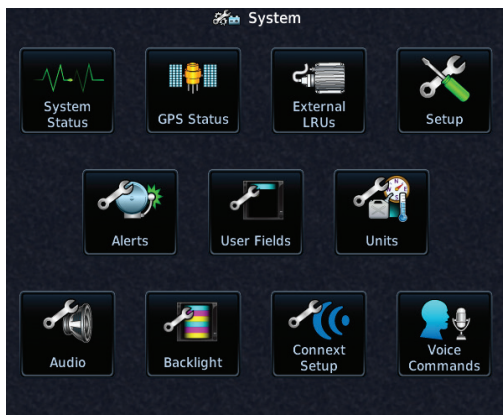 System
System
Status
GPS Status
External
LRUs
Setup
Alerts
User Fields
Units
Audio
Backlight
Connext
Setup
Voice
Commands